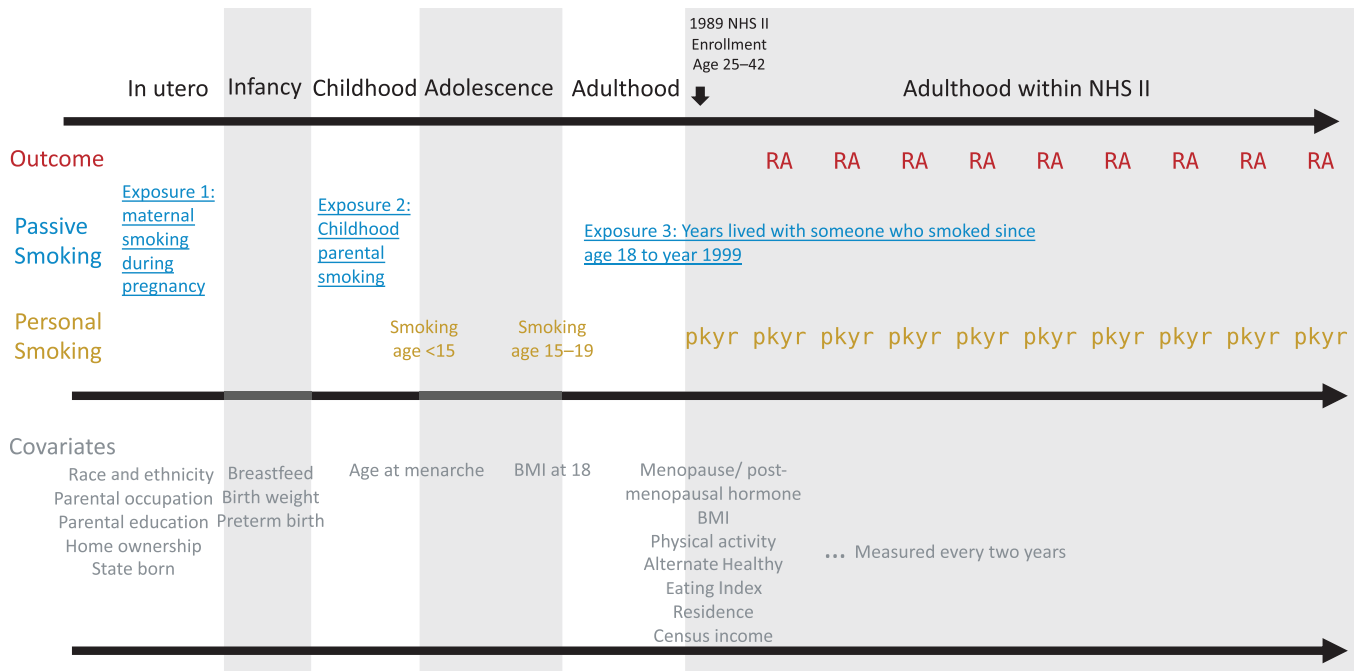 1989 NHS II
Enrollment
Age 25–42
In utero
Infancy
Childhood
Adolescence
Adulthood
Adulthood within NHS II
Outcome
RA RA RA RA RA RA RA RA RA
Passive
Smoking
Exposure 1:
maternal
smoking
during
pregnancy
Exposure 2:
Childhood
parental
smoking
Exposure 3: Years lived with someone who smoked since
age 18 to year 1999
Personal
Smoking
Smoking
age <15
Smoking
age 15–19
pkyr pkyr pkyr pkyr pkyr pkyr pkyr pkyr pkyr pkyr
Covariates
Race and ethnicity
Parental occupation
Parental education
Home ownership
State born
Breastfeed
Birth weight
Preterm birth
Age at menarche
BMI at 18
Menopause/ post-
menopausal hormone
BMI
Physical activity
Alternate Healthy
Eating Index
Residence
Census income
... Measured every two years